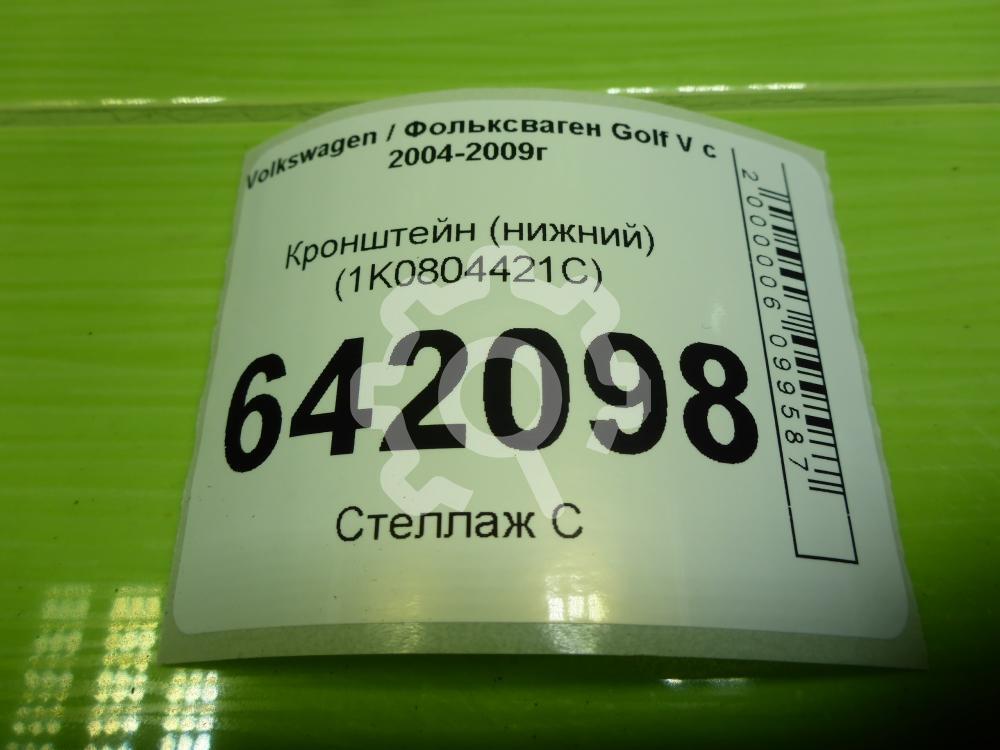 Volkswagen / Фольксваген Golf V с
2004-2009г
Кронштейн (нижний)
(1K0804421C)
642098
Стеллаж С
2000006099587